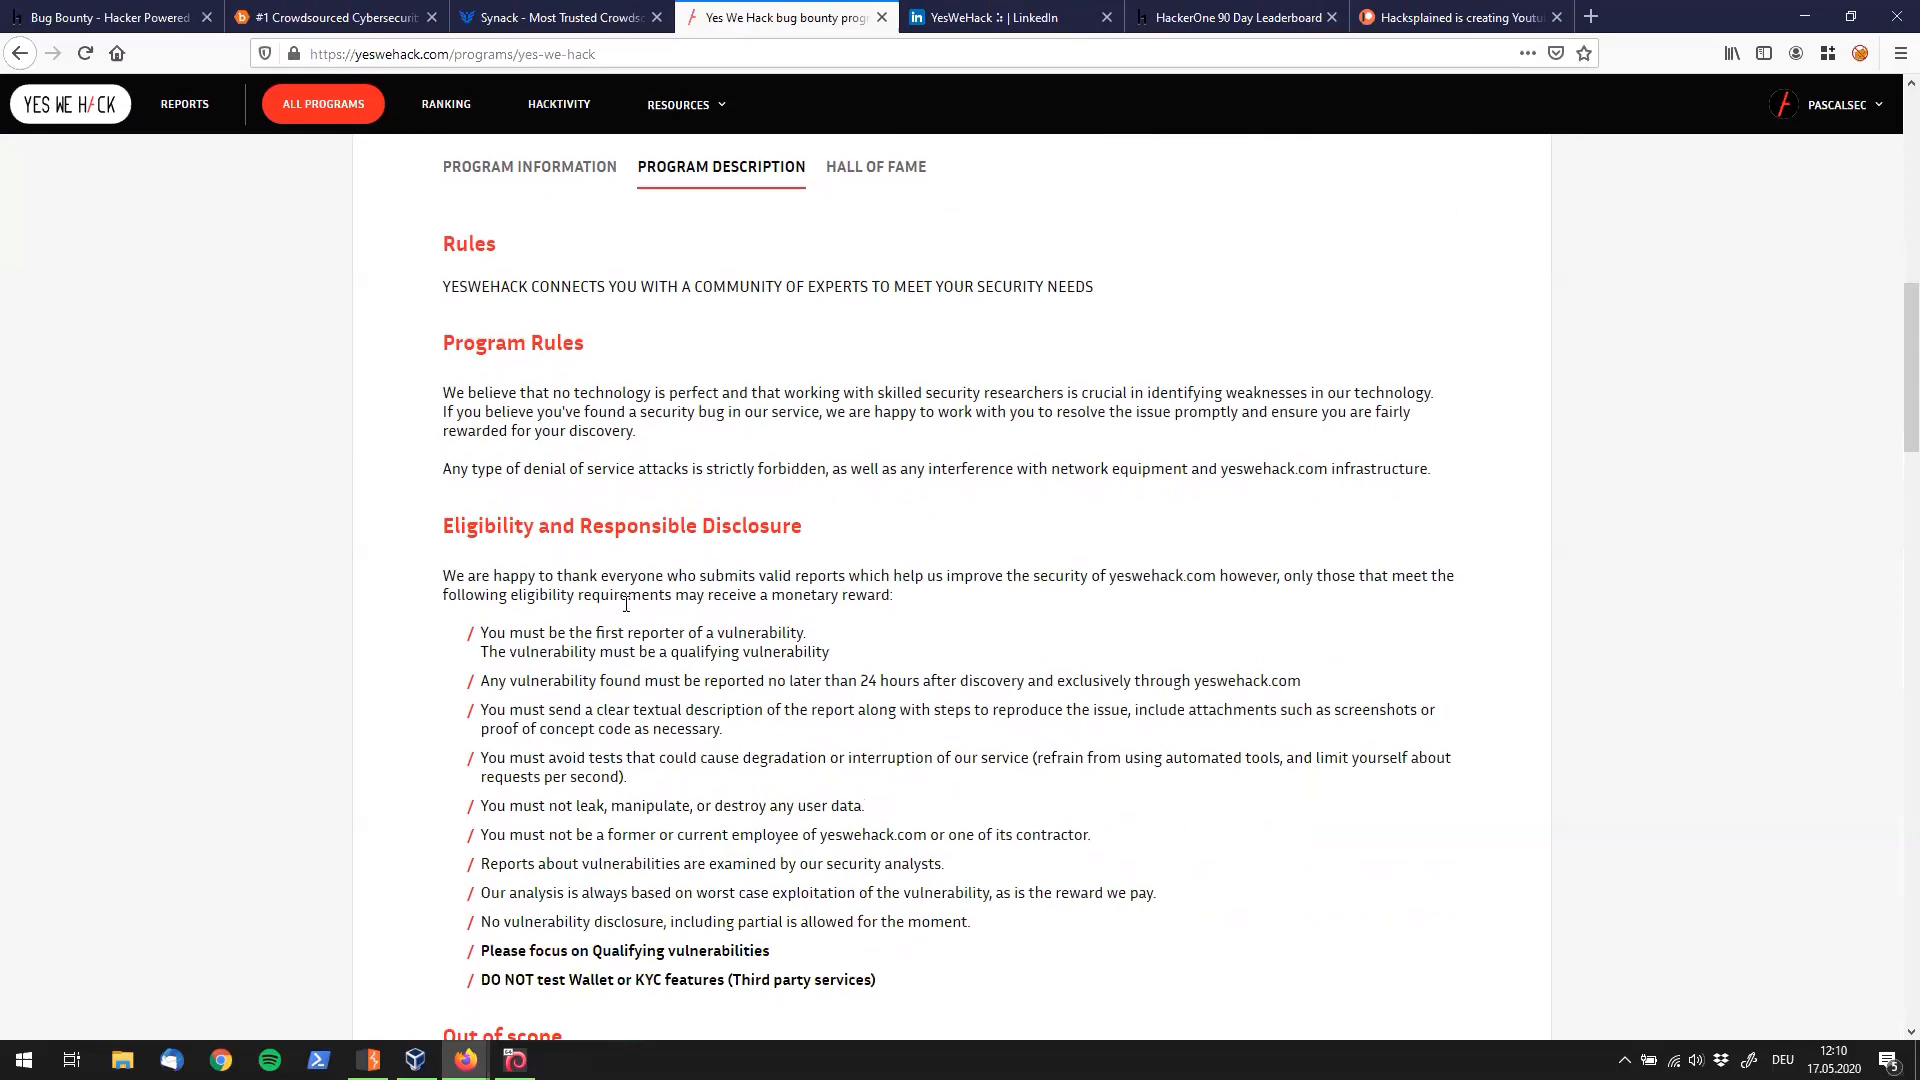 Bug Bounty - Hacker Powered
#1 Crowdsourced Cybersecurit
Synack - Most Trusted Crowdso
Yes We Hack bug bounty prog
YesWeHack | LinkedIn
HackerOne 90 Day Leaderboard
Hacksplained is creating Youtu
https://yeswehack.com/programs/yes-we-hack
YES WE HACK
REPORTS
ALL PROGRAMS
RANKING
HACKTIVITY
RESOURCES
PASCALSEC
PROGRAM INFORMATION
PROGRAM DESCRIPTION
HALL OF FAME
Rules
YESWEHACK CONNECTS YOU WITH A COMMUNITY OF EXPERTS TO MEET YOUR SECURITY NEEDS
Program Rules
We believe that no technology is perfect and that working with skilled security researchers is crucial in identifying weaknesses in our technology.
If you believe you've found a security bug in our service, we are happy to work with you to resolve the issue promptly and ensure you are fairly
rewarded for your discovery.
Any type of denial of service attacks is strictly forbidden, as well as any interference with network equipment and yeswehack.com infrastructure.
Eligibility and Responsible Disclosure
We are happy to thank everyone who submits valid reports which help us improve the security of yeswehack.com however, only those that meet the
following eligibility requirements may receive a monetary reward:
/ You must be the first reporter of a vulnerability.
The vulnerability must be a qualifying vulnerability
/ Any vulnerability found must be reported no later than 24 hours after discovery and exclusively through yeswehack.com
/ You must send a clear textual description of the report along with steps to reproduce the issue, include attachments such as screenshots or
proof of concept code as necessary.
/ You must avoid tests that could cause degradation or interruption of our service (refrain from using automated tools, and limit yourself about
requests per second).
/ You must not leak, manipulate, or destroy any user data.
/ You must not be a former or current employee of yeswehack.com or one of its contractor.
/ Reports about vulnerabilities are examined by our security analysts.
/ Our analysis is always based on worst case exploitation of the vulnerability, as is the reward we pay.
/ No vulnerability disclosure, including partial is allowed for the moment.
/ Please focus on Qualifying vulnerabilities
/ DO NOT test Wallet or KYC features (Third party services)
Out of scope
DEU
12:10
17.05.2020
5